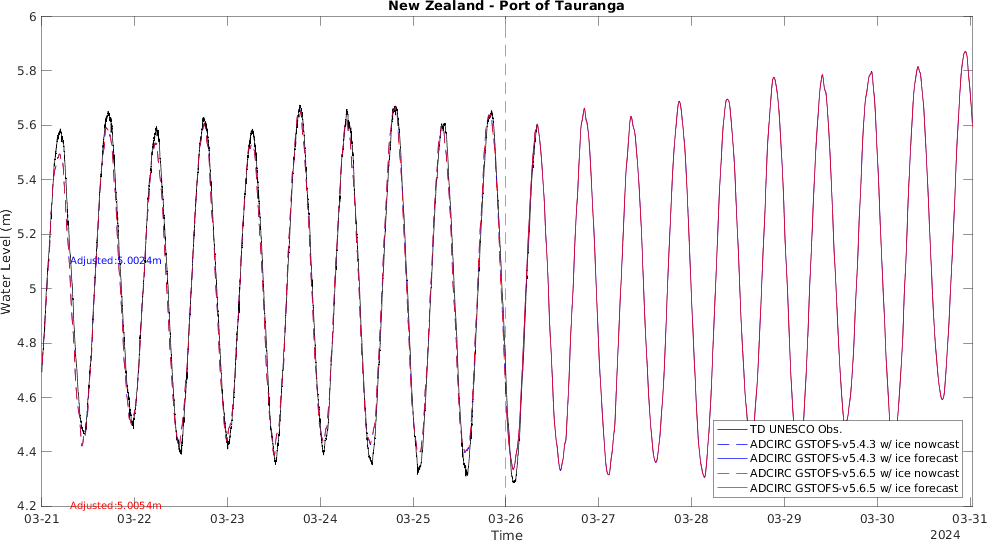 New Zealand - Port of Tauranga
6
5.8
5.6
5.4
5.2
5
4.8
4.6
4.4
4.2
Water Level (m)
Adjusted:5.0024m
Adjusted:5.0054m
TD UNESCO Obs.
ADCIRC GSTOFS-v5.4.3 w/ ice nowcast
ADCIRC GSTOFS-v5.4.3 w/ ice forecast
ADCIRC GSTOFS-v5.6.5 w/ ice nowcast
ADCIRC GSTOFS-v5.6.5 w/ ice forecast
03-21 03-22 03-23 03-24 03-25 03-26 03-27 03-28 03-29 03-30 03-31
Time
2024